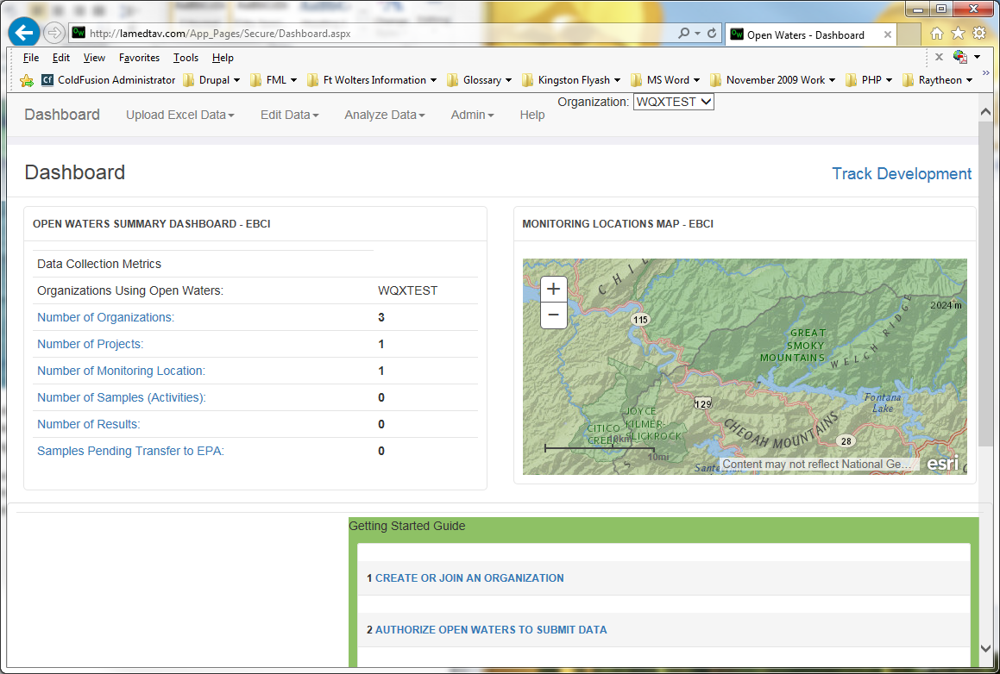 http://lamedtav.com/App_Pages/Secure/Dashboard.aspx
Open Waters - Dashboard
File Edit View Favorites Tools Help
Cf ColdFusion Administrator Drupal FML Ft Wolters Information Glossary Kingston Flyash MS Word November 2009 Work PHP Raytheon
Dashboard Upload Excel Data Edit Data Analyze Data Admin Help Organization: WQXTEST
Dashboard
Track Development
OPEN WATERS SUMMARY DASHBOARD - EBCI
Data Collection Metrics
Organizations Using Open Waters: WQXTEST
Number of Organizations: 3
Number of Projects: 1
Number of Monitoring Location: 1
Number of Samples (Activities): 0
Number of Results: 0
Samples Pending Transfer to EPA: 0
MONITORING LOCATIONS MAP - EBCI
+
−
CHIL
115
2024 m
GREAT
SMOKY
MOUNTAINS
WELCH RIDGE
129
Fontana
Lake
JOYCE
KILMER-
SLICKROCK
CITICO
CREEK
CHEOAH MOUNTAINS
28
10km
10mi
Content may not reflect National Ge...
esri
Getting Started Guide
1 CREATE OR JOIN AN ORGANIZATION
2 AUTHORIZE OPEN WATERS TO SUBMIT DATA